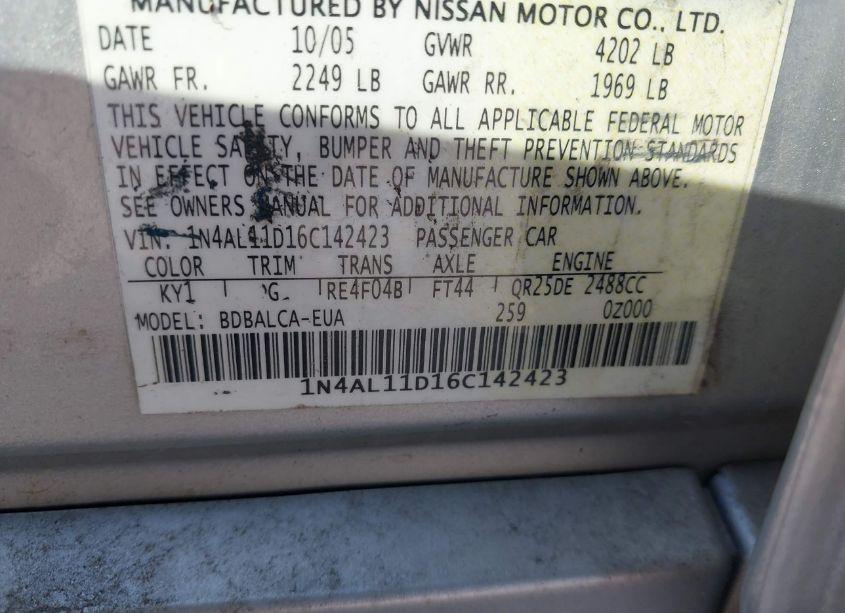 MANUFACTURED BY NISSAN MOTOR CO., LTD.
DATE 10/05 GVWR 4202 LB
GAWR FR. 2249 LB GAWR RR. 1969 LB
THIS VEHICLE CONFORMS TO ALL APPLICABLE FEDERAL MOTOR
VEHICLE SAFETY, BUMPER AND THEFT PREVENTION STANDARDS
IN EFFECT ON THE DATE OF MANUFACTURE SHOWN ABOVE.
SEE OWNERS MANUAL FOR ADDITIONAL INFORMATION.
VIN: 1N4AL11D16C142423 PASSENGER CAR
COLOR TRIM TRANS AXLE ENGINE
KY1 G RE4F04B FT44 QR25DE 2488CC
MODEL: BDBALCA-EUA 259 0Z000
1N4AL11D16C142423